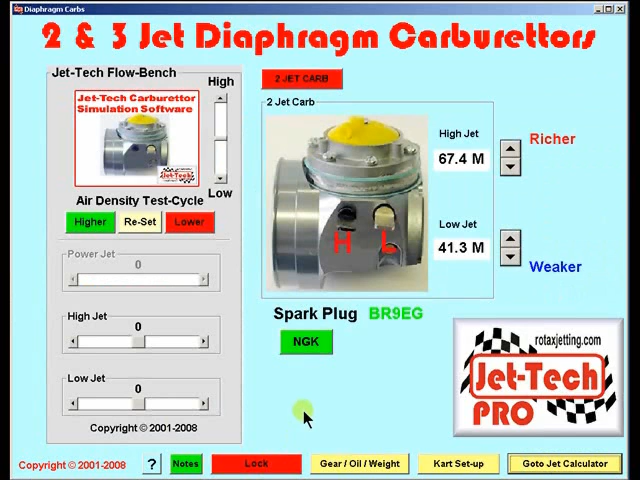 Diaphragm Carbs
2 & 3 Jet Diaphragm Carburettors
Jet-Tech Flow-Bench
High
Jet-Tech Carburettor
Simulation Software
Jet-Tech
Low
Air Density Test-Cycle
Higher
Re-Set
Lower
Power Jet
0
High Jet
0
Low Jet
0
Copyright © 2001-2008
2 JET CARB
2 Jet Carb
H L
High Jet
67.4 M
Richer
Low Jet
41.3 M
Weaker
Spark Plug BR9EG
NGK
rotaxjetting.com
Jet-Tech
PRO
Copyright © 2001-2008
?
Notes
Lock
Gear / Oil / Weight
Kart Set-up
Goto Jet Calculator